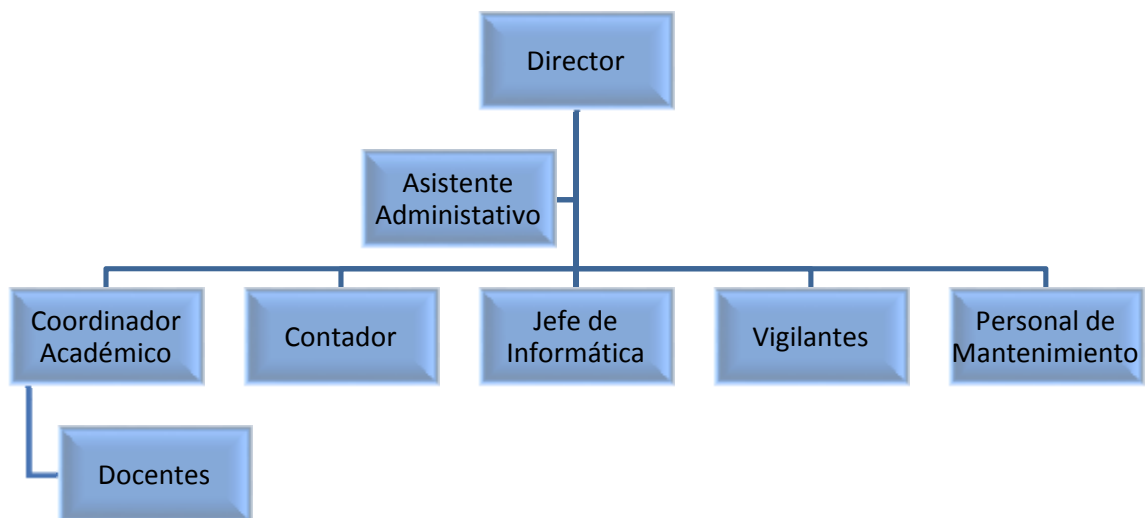 Director
Asistente
Administativo
Coordinador
Académico
Contador
Jefe de
Informática
Vigilantes
Personal de
Mantenimiento
Docentes